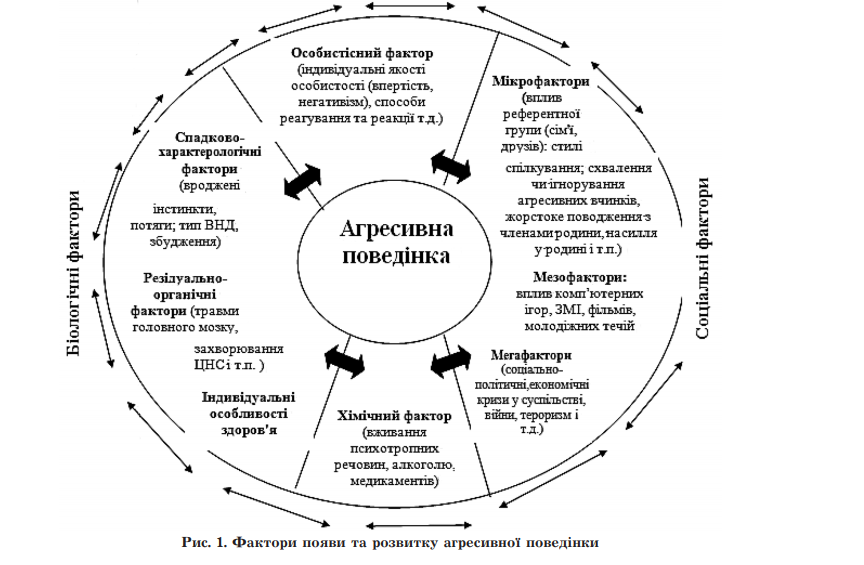 Особистісний фактор
(індивідуальні якості
особистості (впертість,
негативізм), способи
реагування та реакції т.д.)
Мікрофактори
(вплив
референтної
групи (сім'ї,
друзів): стилі
спілкування; схвалення
чи ігнорування
агресивних вчинків,
жорстоке поводження з
членами родини, насилля
у родині і т.п.)
Мезофактори:
вплив комп'ютерних
ігор, ЗМІ, фільмів,
молодіжних течій
Мегафактори
(соціально-
політичні,економічні
кризи у суспільстві,
війни, тероризм і
т.д.)
Соціальні фактори
Хімічний фактор
(вживання
психотропних
речовин, алкоголю,
медикаментів)
Спадково-
характерологічні
фактори
(вроджені
інстинкти,
потяги; тип ВНД,
збудження)
Резідуально-
органічні
фактори (травми
головного мозку,
захворювання
ЦНС і т.п. )
Індивідуальні
особливості
здоров'я
Біологічні фактори
Агресивна
поведінка
Рис. 1. Фактори появи та розвитку агресивної поведінки